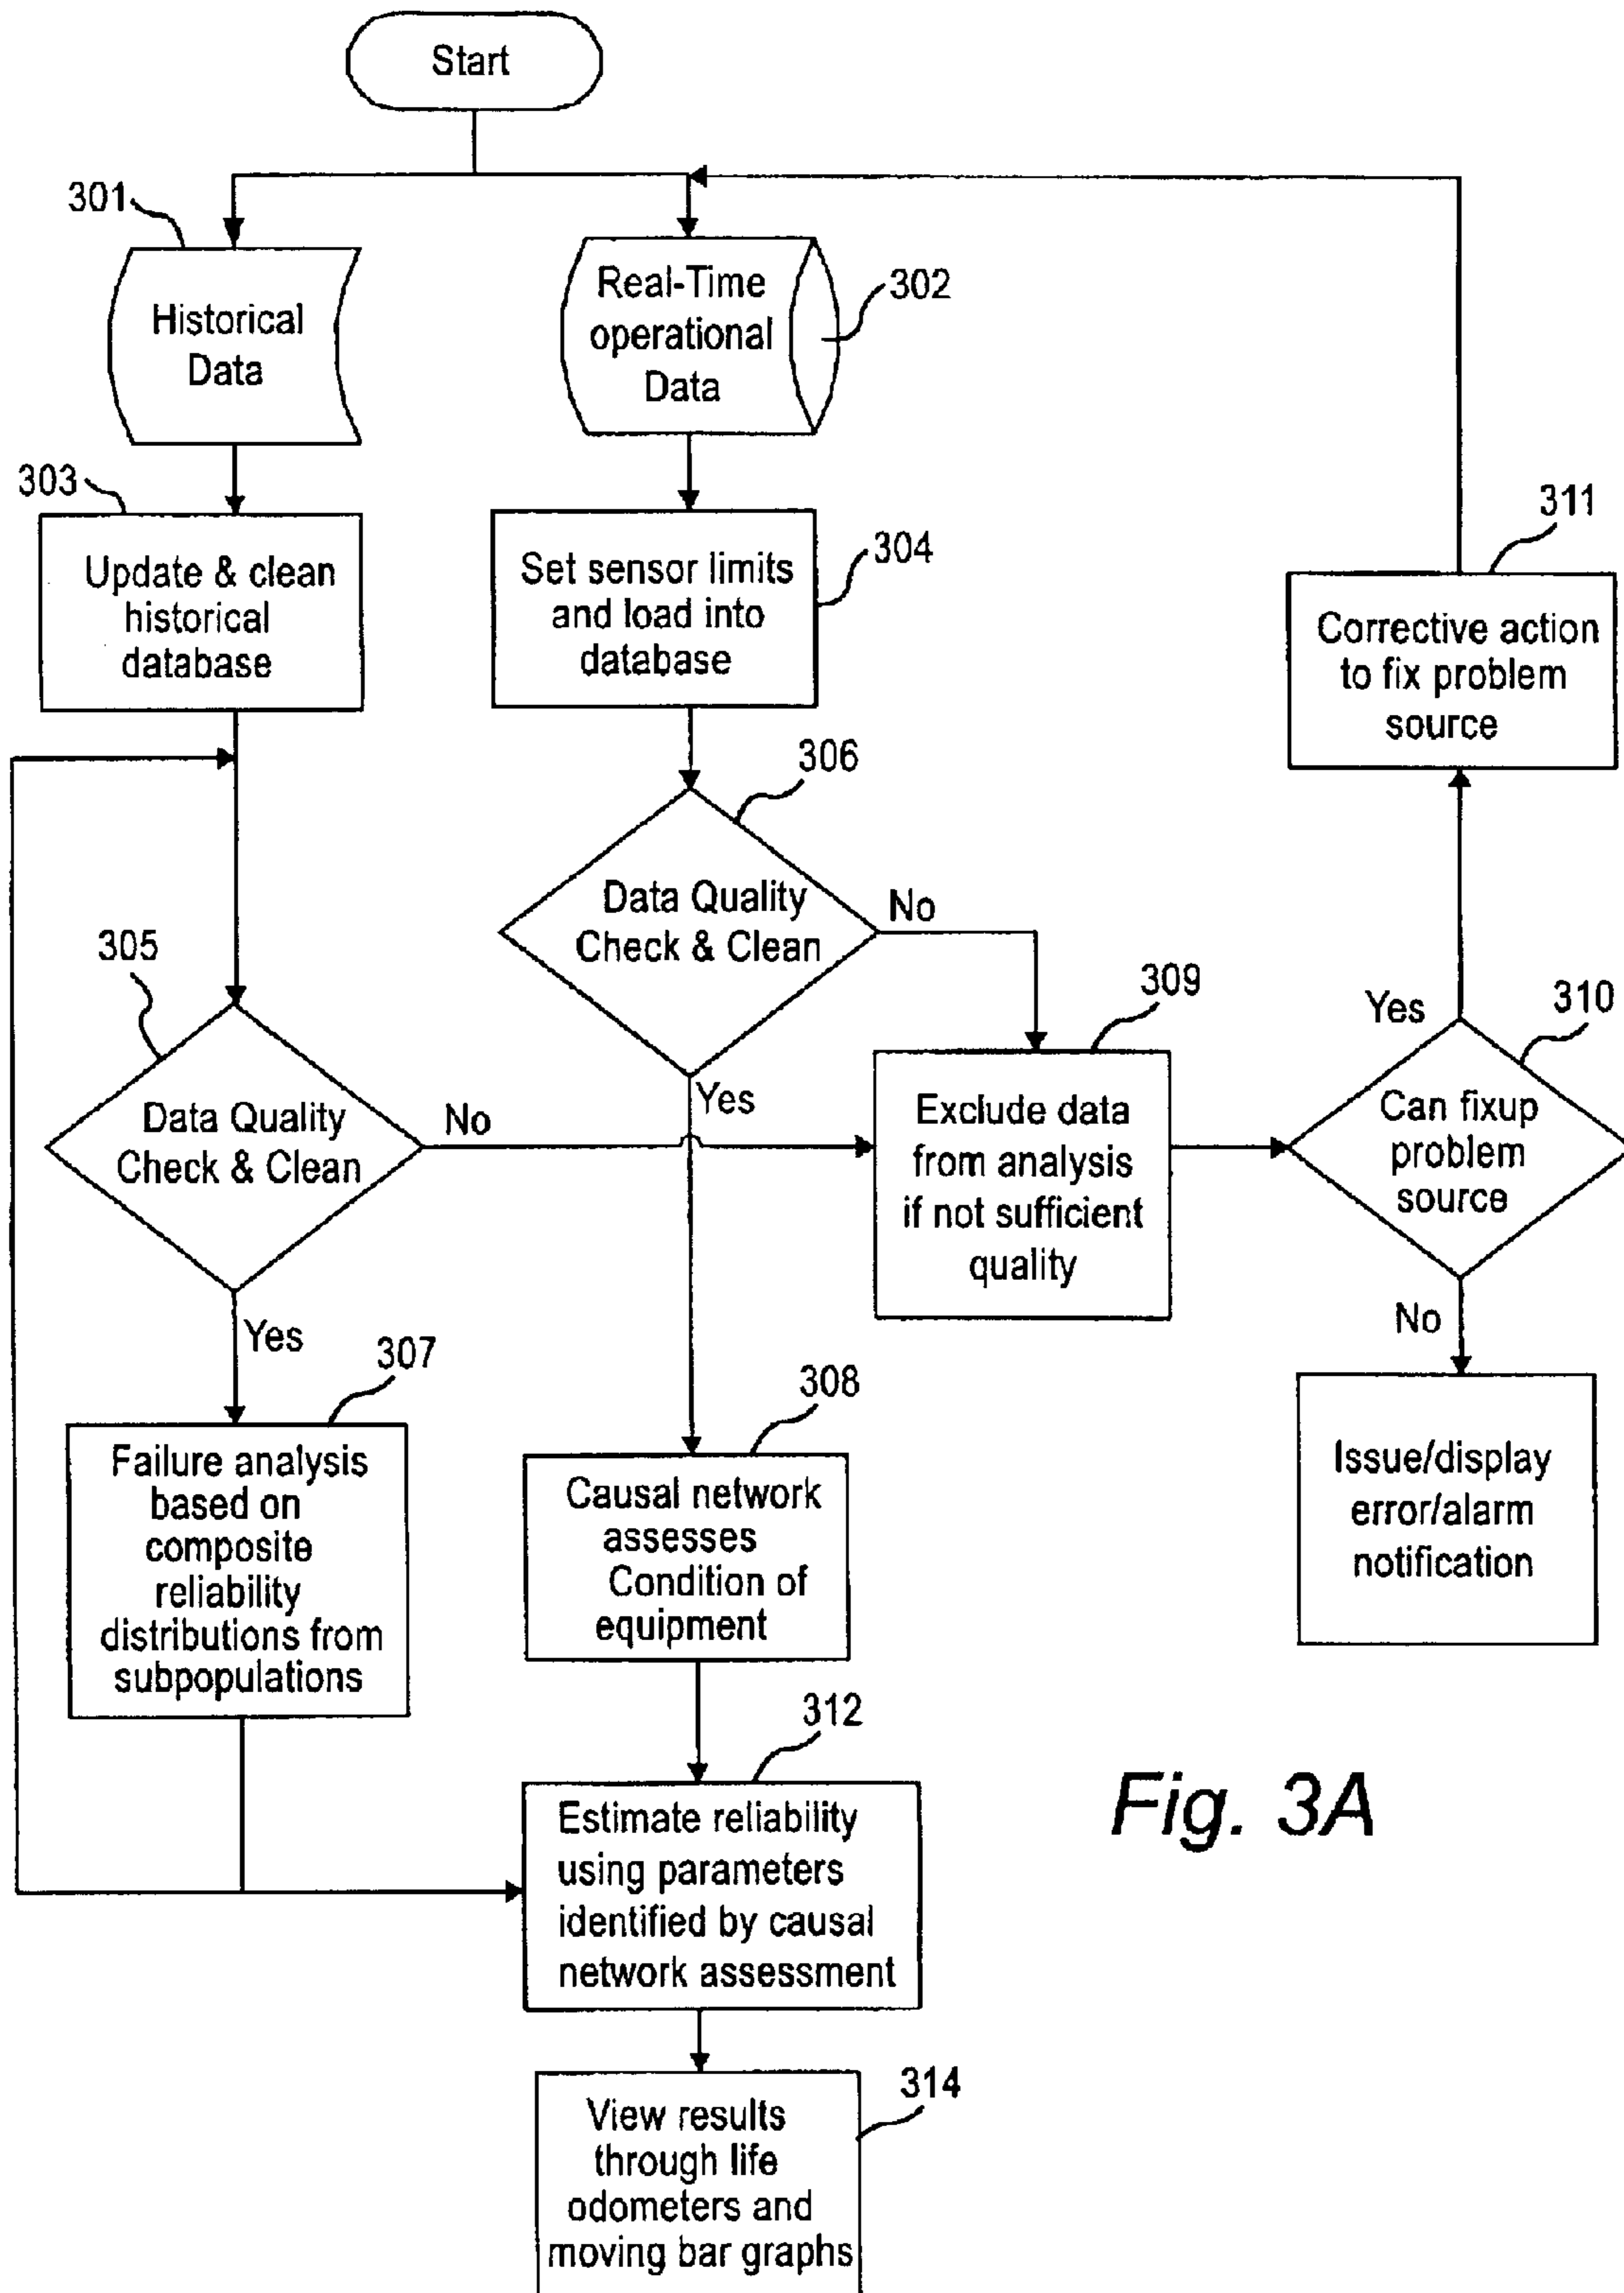 Start
301
Historical
Data
Real-Time
operational
Data
302
303
Update & clean
historical
database
Set sensor limits
and load into
database
304
311
Corrective action
to fix problem
source
306
Data Quality
Check & Clean
No
Yes
305
Data Quality
Check & Clean
No
Yes
309
Exclude data
from analysis
if not sufficient
quality
310
Yes
Can fixup
problem
source
No
Issue/display
error/alarm
notification
307
Failure analysis
based on
composite
reliability
distributions from
subpopulations
308
Causal network
assesses
Condition of
equipment
312
Estimate reliability
using parameters
identified by causal
network assessment
Fig. 3A
314
View results
through life
odometers and
moving bar graphs